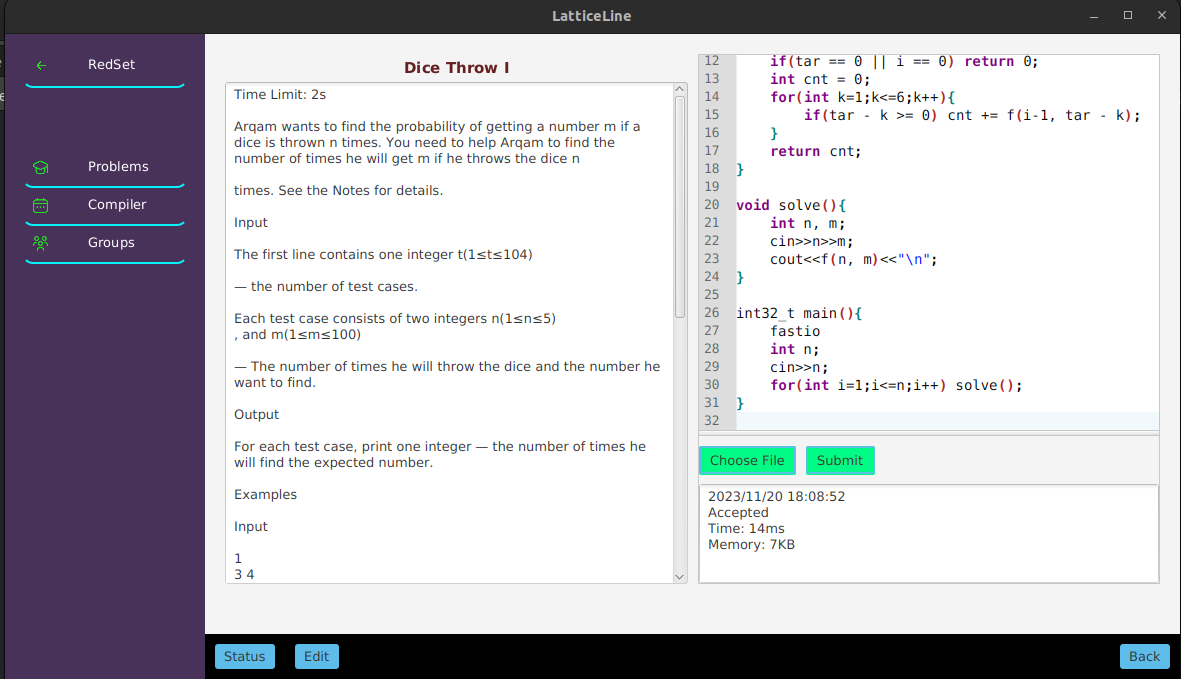 LatticeLine
RedSet
Problems
Compiler
Groups
Dice Throw I
Time Limit: 2s
Arqam wants to find the probability of getting a number m if a
dice is thrown n times. You need to help Arqam to find the
number of times he will get m if he throws the dice n
times. See the Notes for details.
Input
The first line contains one integer t(1≤t≤104)
— the number of test cases.
Each test case consists of two integers n(1≤n≤5)
, and m(1≤m≤100)
— The number of times he will throw the dice and the number he
want to find.
Output
For each test case, print one integer — the number of times he
will find the expected number.
Examples
Input
1
3 4
12 if(tar == 0 || i == 0) return 0;
13 int cnt = 0;
14 for(int k=1;k<=6;k++){
15 if(tar - k >= 0) cnt += f(i-1, tar - k);
16 }
17 return cnt;
18 }
19
20 void solve(){
21 int n, m;
22 cin>>n>>m;
23 cout<<f(n, m)<<"\n";
24 }
25
26 int32_t main(){
27 fastio
28 int n;
29 cin>>n;
30 for(int i=1;i<=n;i++) solve();
31 }
32
Choose File Submit
2023/11/20 18:08:52
Accepted
Time: 14ms
Memory: 7KB
Status Edit Back